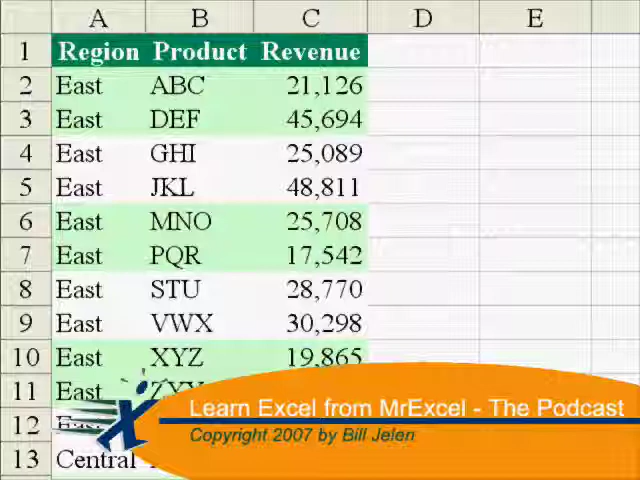 A B C D E
1 Region Product Revenue
2 East ABC 21,126
3 East DEF 45,694
4 East GHI 25,089
5 East JKL 48,811
6 East MNO 25,708
7 East PQR 17,542
8 East STU 28,770
9 East VWX 30,298
10 East XYZ 19,865
11 East
Learn Excel from MrExcel - The Podcast
12 East
Copyright 2007 by Bill Jelen
13 Central